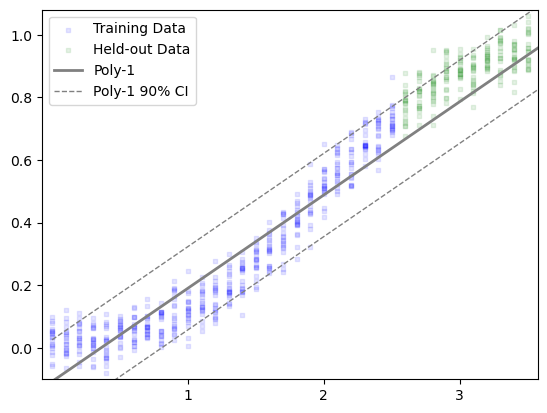 Training Data
Held-out Data
Poly-1
Poly-1 90% CI
1.0
0.8
0.6
0.4
0.2
0.0
1
2
3